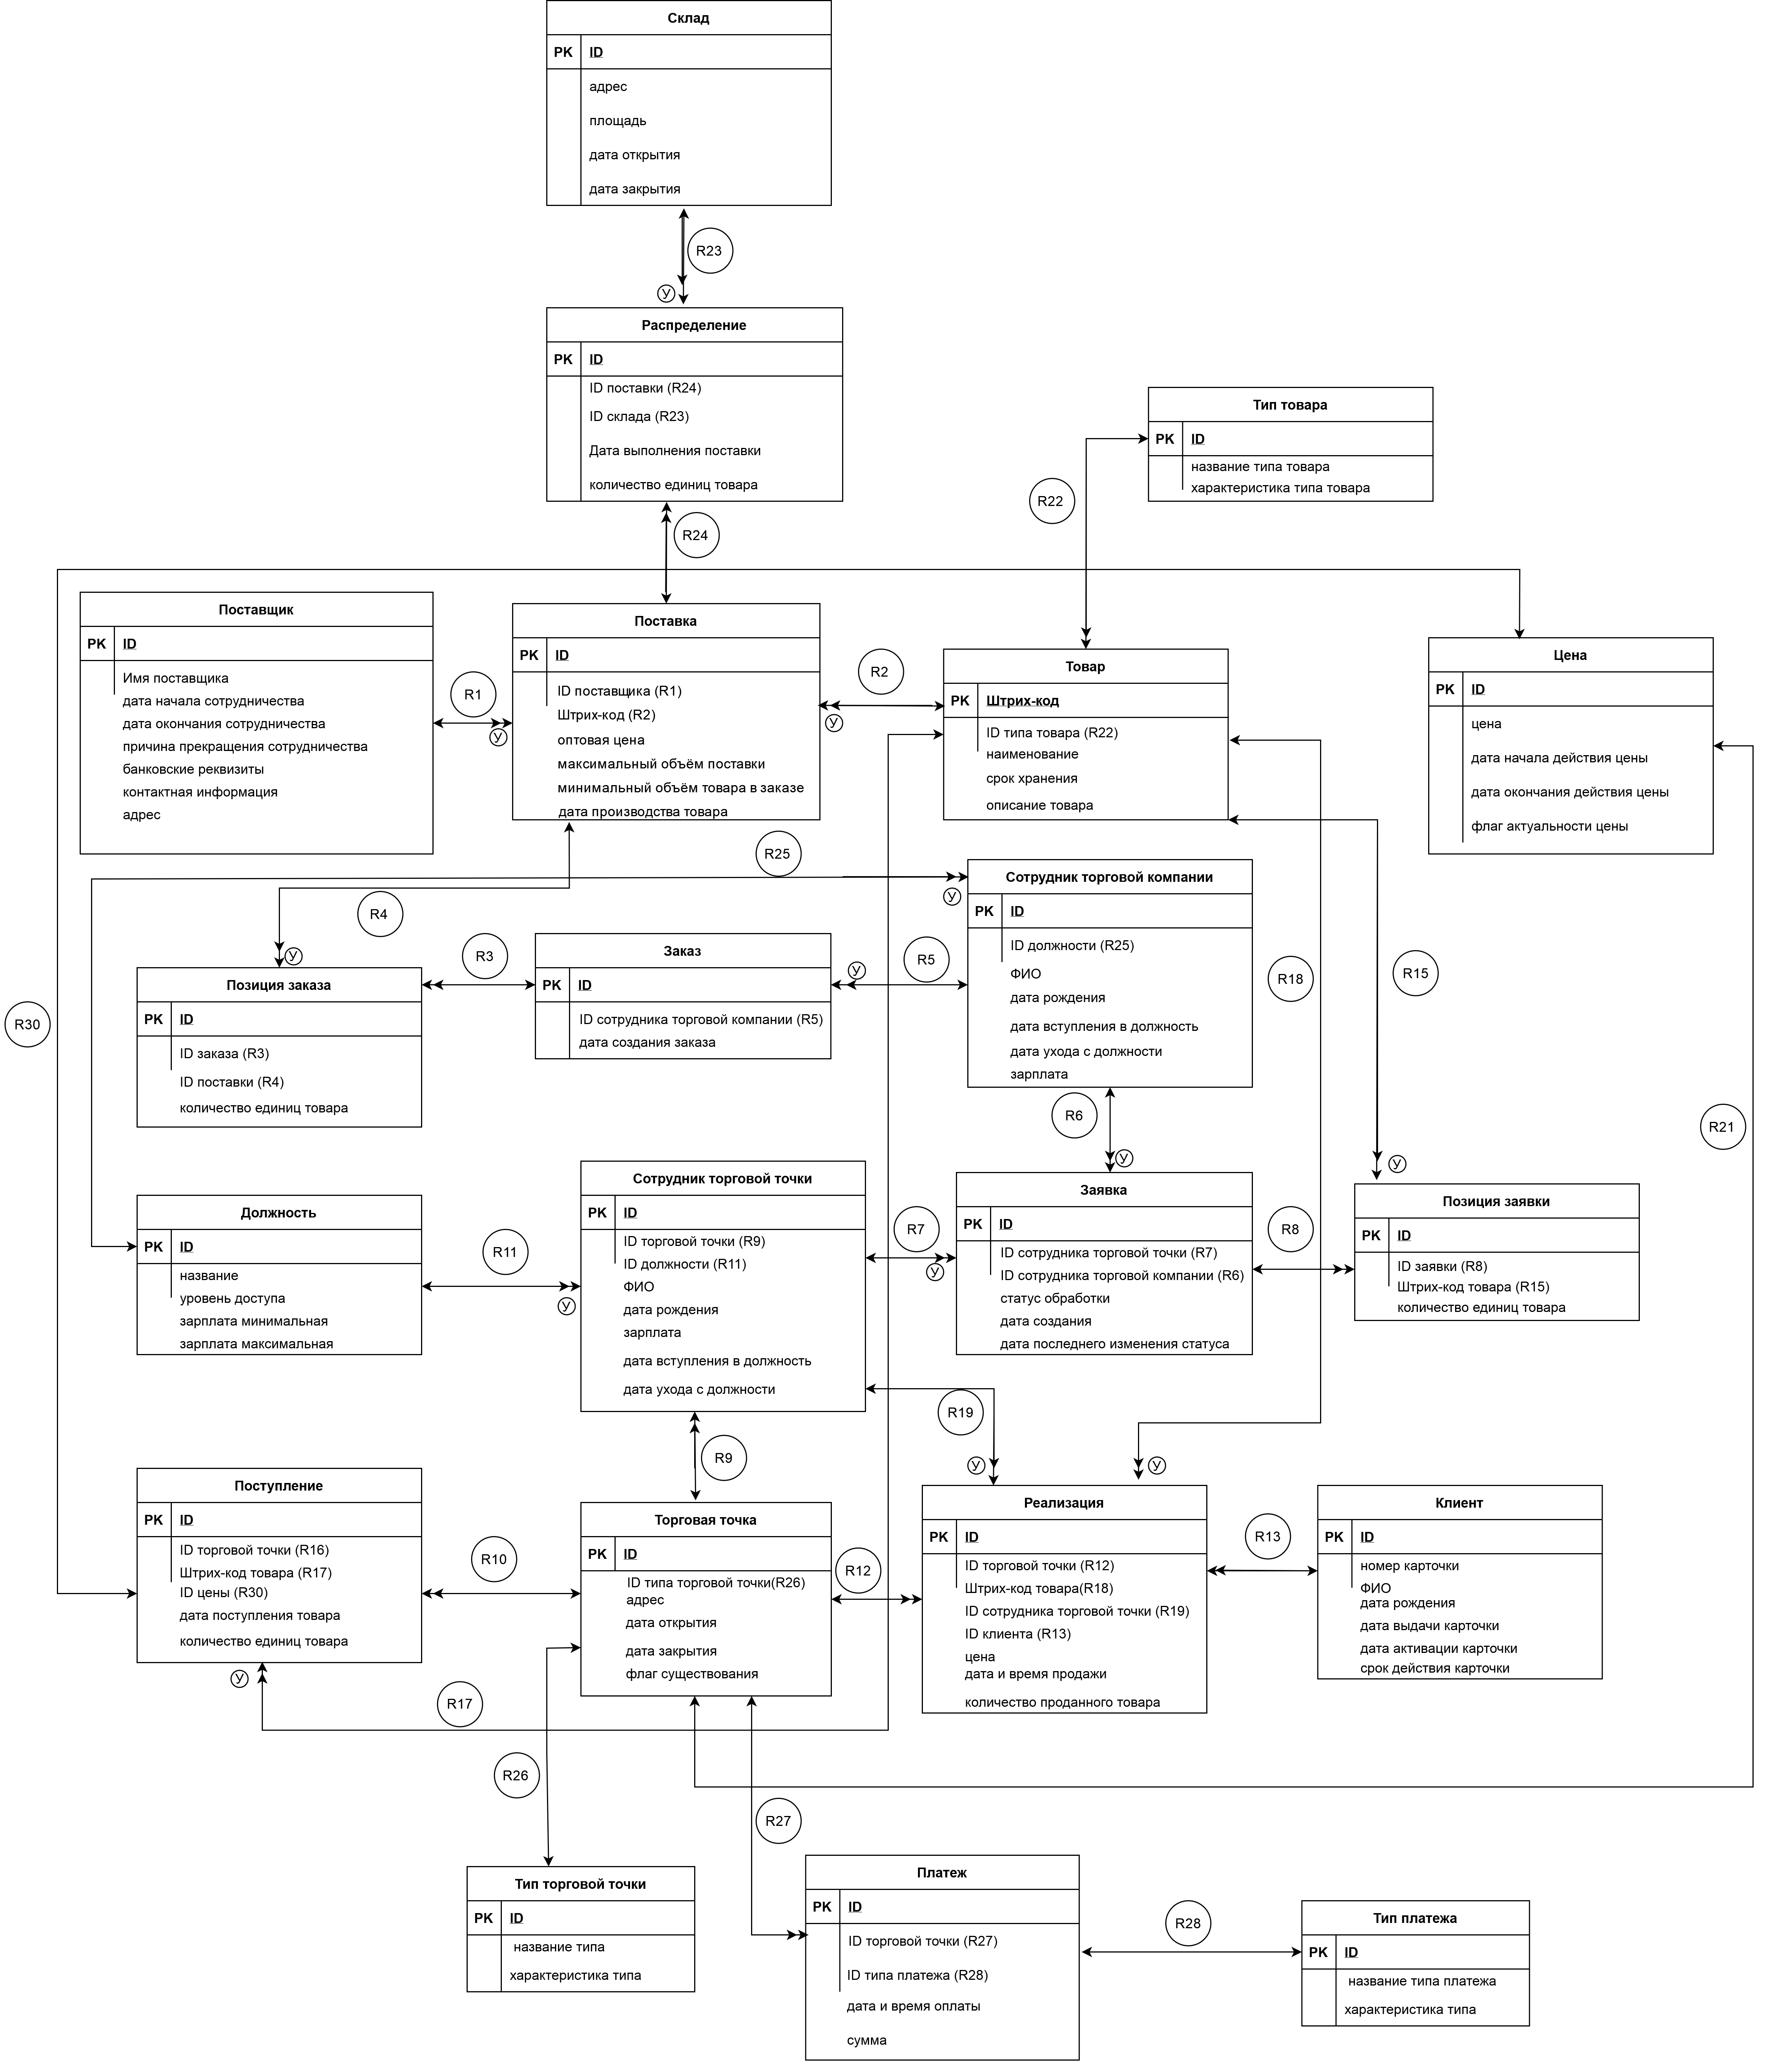 Склад
PK ID
адрес
площадь
дата открытия
дата закрытия
R23
У
Распределение
PK ID
ID поставки (R24)
ID склада (R23)
Дата выполнения поставки
количество единиц товара
Тип товара
PK ID
название типа товара
характеристика типа товара
R22
R24
Поставщик
PK ID
Имя поставщика
дата начала сотрудничества
дата окончания сотрудничества
причина прекращения сотрудничества
банковские реквизиты
контактная информация
адрес
R1
У
Поставка
PK ID
ID поставщика (R1)
Штрих-код (R2)
оптовая цена
максимальный объём поставки
минимальный объём товара в заказе
дата производства товара
R2
У
Товар
PK Штрих-код
ID типа товара (R22)
наименование
срок хранения
описание товара
Цена
PK ID
цена
дата начала действия цены
дата окончания действия цены
флаг актуальности цены
R25
У
R4
У
R3
Заказ
PK ID
ID сотрудника торговой компании (R5)
дата создания заказа
У
R5
Сотрудник торговой компании
PK ID
ID должности (R25)
ФИО
дата рождения
дата вступления в должность
дата ухода с должности
зарплата
R18
R15
R30
Позиция заказа
PK ID
ID заказа (R3)
ID поставки (R4)
количество единиц товара
R6
У
У
R21
Должность
PK ID
название
уровень доступа
зарплата минимальная
зарплата максимальная
R11
У
Сотрудник торговой точки
PK ID
ID торговой точки (R9)
ID должности (R11)
ФИО
дата рождения
зарплата
дата вступления в должность
дата ухода с должности
R7
У
Заявка
PK ID
ID сотрудника торговой точки (R7)
ID сотрудника торговой компании (R6)
статус обработки
дата создания
дата последнего изменения статуса
R8
Позиция заявки
PK ID
ID заявки (R8)
Штрих-код товара (R15)
количество единиц товара
R19
R9
У
У
Поступление
PK ID
ID торговой точки (R16)
Штрих-код товара (R17)
ID цены (R30)
дата поступления товара
количество единиц товара
У
R10
Торговая точка
PK ID
ID типа торговой точки(R26)
адрес
дата открытия
дата закрытия
флаг существования
R12
Реализация
PK ID
ID торговой точки (R12)
Штрих-код товара(R18)
ID сотрудника торговой точки (R19)
ID клиента (R13)
цена
дата и время продажи
количество проданного товара
R13
Клиент
PK ID
номер карточки
ФИО
дата рождения
дата выдачи карточки
дата активации карточки
срок действия карточки
R17
R26
R27
Тип торговой точки
PK ID
название типа
характеристика типа
Платеж
PK ID
ID торговой точки (R27)
ID типа платежа (R28)
дата и время оплаты
сумма
R28
Тип платежа
PK ID
название типа платежа
характеристика типа